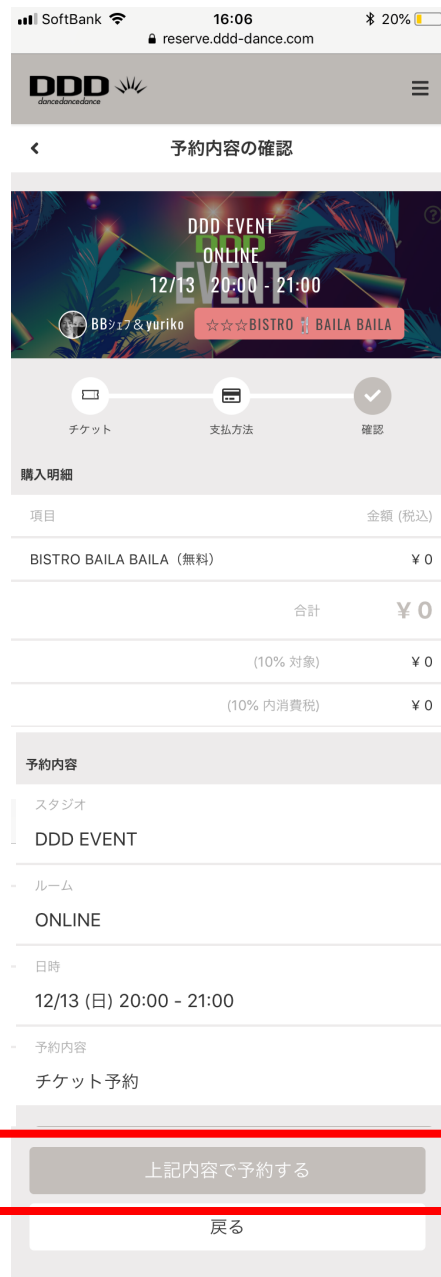 SoftBank 16:06 20%
reserve.ddd-dance.com
DDD
dancedancedance
予約内容の確認
DDD EVENT
ONLINE
12/13 20:00 - 21:00
BBシェフ&yuriko ☆☆☆BISTRO🍴BAILA BAILA
DDD
EVENT
チケット 支払方法 確認
購入明細
項目 金額 (税込)
BISTRO BAILA BAILA（無料） ¥ 0
合計 ¥ 0
(10% 対象) ¥ 0
(10% 内消費税) ¥ 0
予約内容
スタジオ
DDD EVENT
ルーム
ONLINE
日時
12/13 (日) 20:00 - 21:00
予約内容
チケット予約
上記内容で予約する
戻る